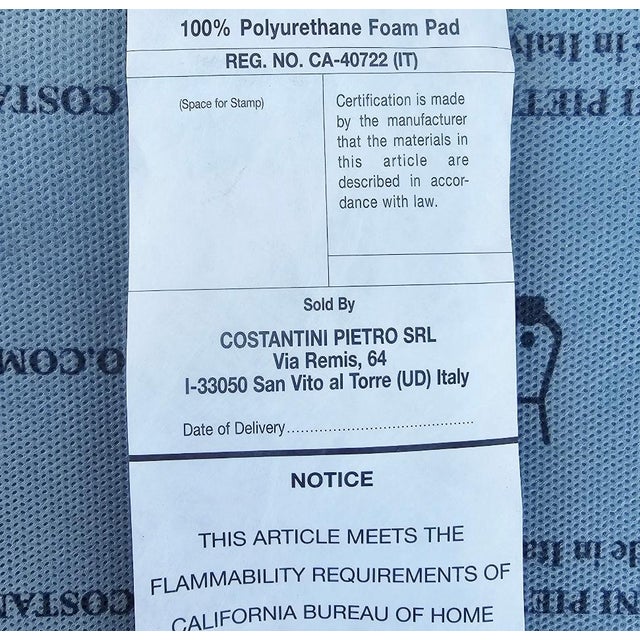 100% Polyurethane Foam Pad
REG. NO. CA-40722 (IT)
(Space for Stamp)
Certification is made
by the manufacturer
that the materials in
this article are
described in accor-
dance with law.
Sold By
COSTANTINI PIETRO SRL
Via Remis, 64
I-33050 San Vito al Torre (UD) Italy
Date of Delivery..........................................
NOTICE
THIS ARTICLE MEETS THE
FLAMMABILITY REQUIREMENTS OF
CALIFORNIA BUREAU OF HOME